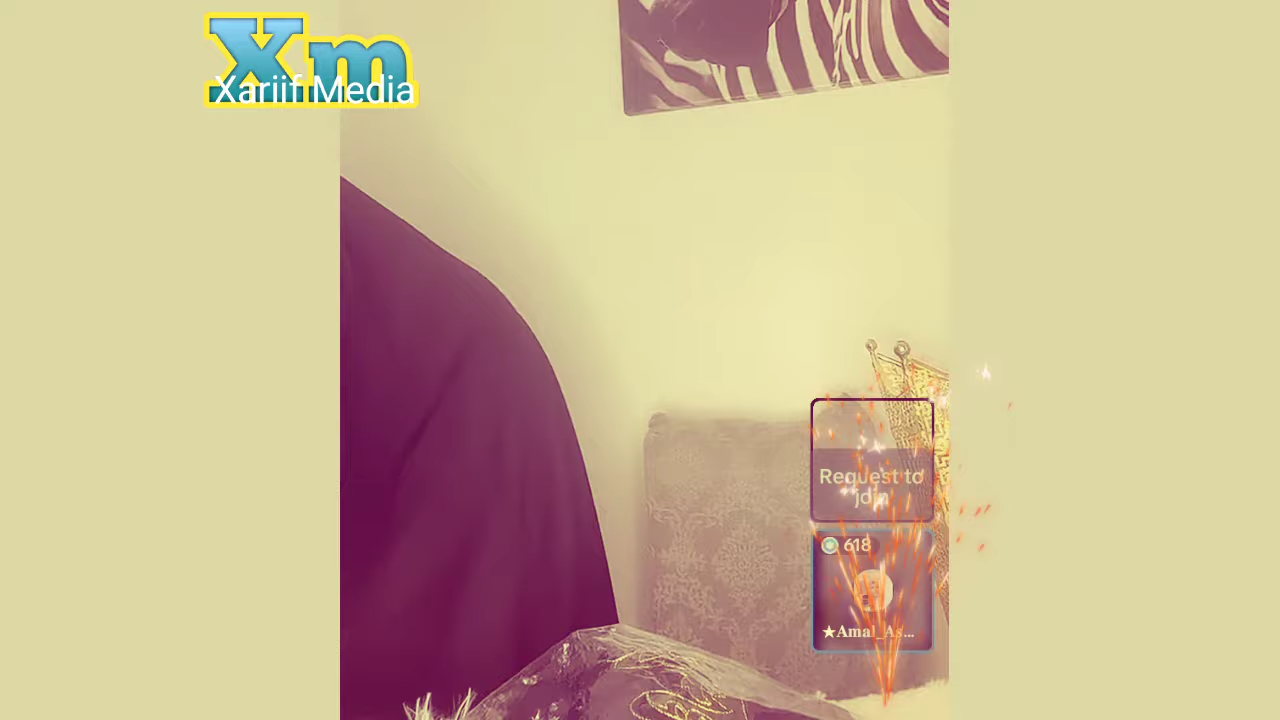 Xm
Xariif Media
Request to
join
618
★Amal_As...